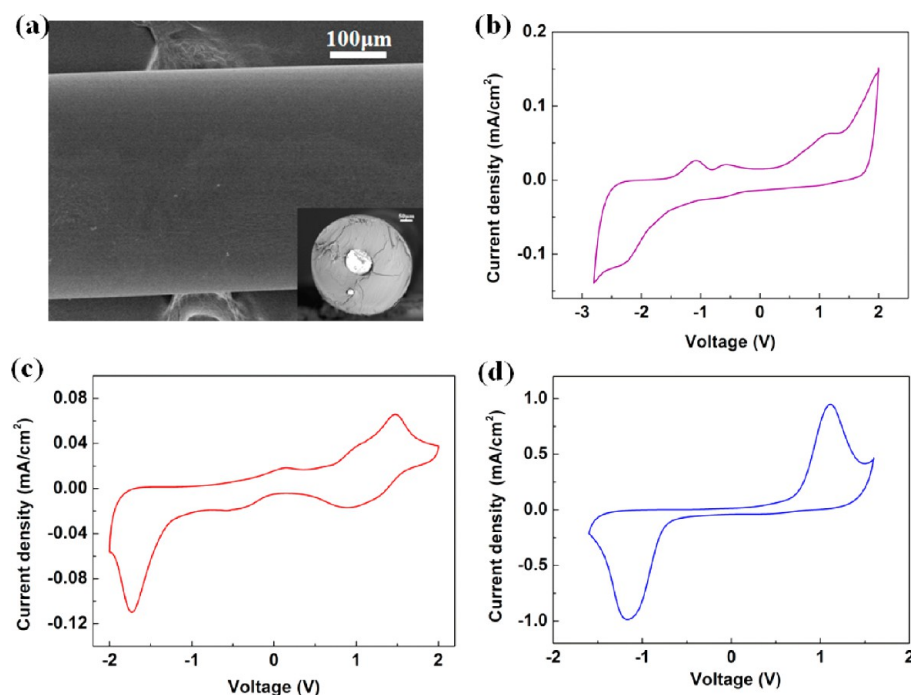 (a)
100μm
50μm
(b)
Current density (mA/cm²)
0.2
0.1
0.0
-0.1
-3 -2 -1 0 1 2
Voltage (V)
(c)
Current density (mA/cm²)
0.08
0.04
0.00
-0.04
-0.08
-0.12
-2 -1 0 1 2
Voltage (V)
(d)
Current density (mA/cm²)
1.0
0.5
0.0
-0.5
-1.0
-2 -1 0 1 2
Voltage (V)